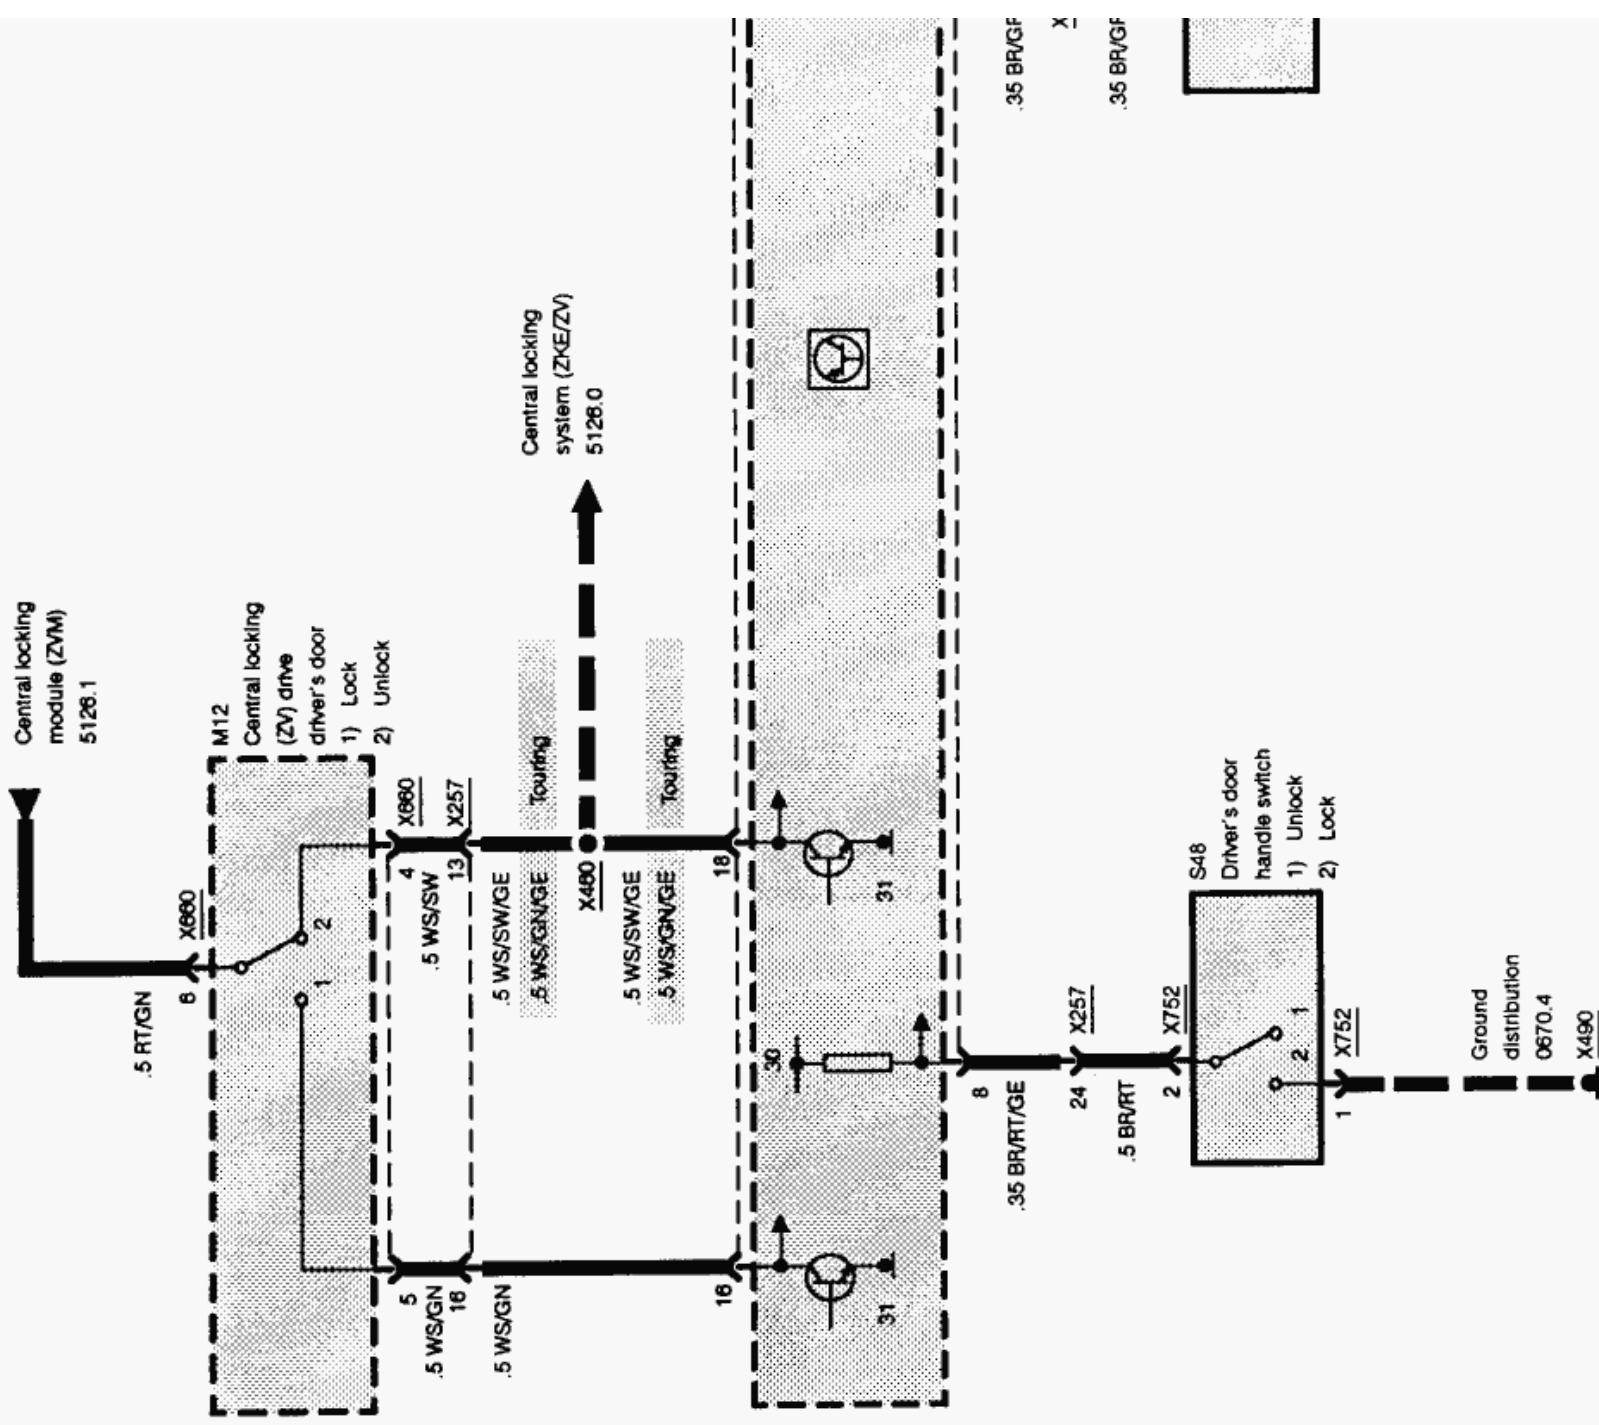 Central locking
module (ZVM)
5126.1
.5 RT/GN
6
X660
M12
Central locking
(ZV) drive
driver's door
1) Lock
2) Unlock
1
2
X660
X257
4
13
.5 WS/SW
5
16
.5 WS/GN
.5 WS/GN
.5 WS/SW/GE
.5 WS/GN/GE Touring
X480
Central locking
system (ZKE/ZV)
5126.0
.5 WS/SW/GE
.5 WS/GN/GE Touring
18
16
30
31
31
.35 BR/GR
X
.35 BR/GR
8
.35 BR/RT/GE
X257
24
.5 BR/RT
X752
2
S48
Driver's door
handle switch
1) Unlock
2) Lock
1
2
X752
1
Ground
distribution
0670.4
X490